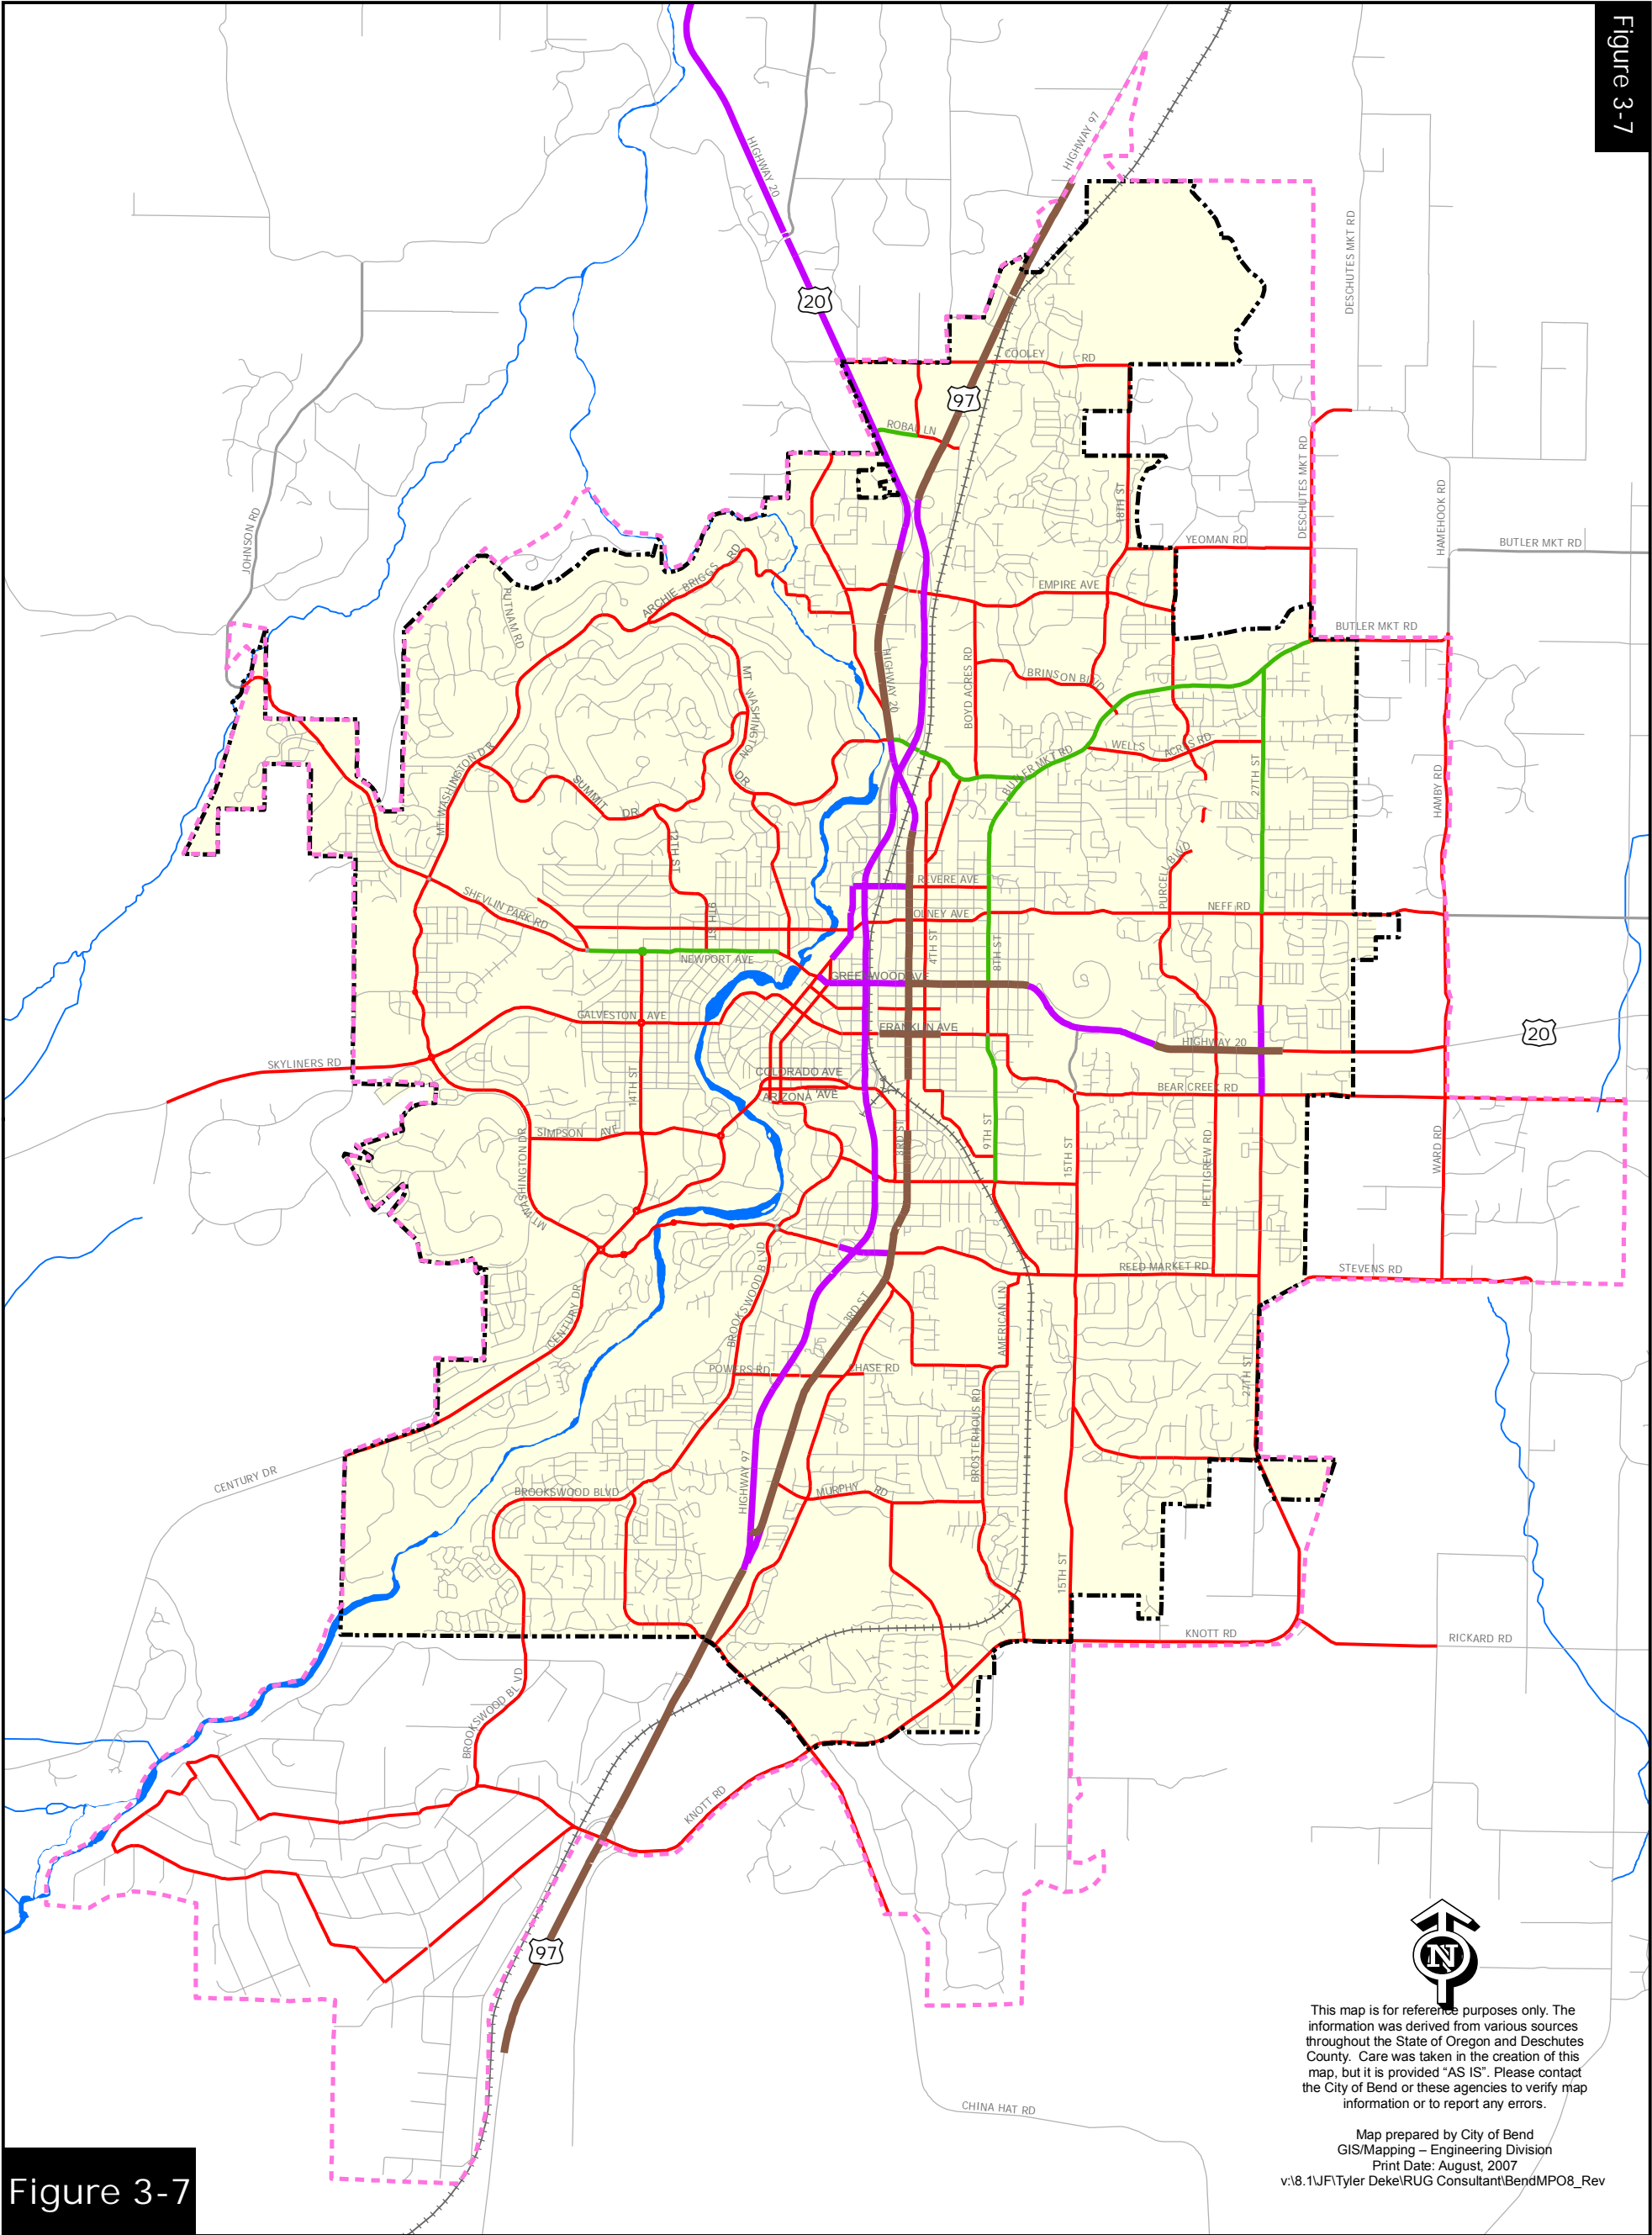 Figure 3-7
HIGHWAY 97
HIGHWAY 20
DESCHUTES MKT RD
20
COOLEY RD
97
ROBAL LN
18TH ST
DESCHUTES MKT RD
HAMEHOOK RD
JOHNSON RD
YEOMAN RD
BUTLER MKT RD
ARCHIE BRIGGS RD
EMPIRE AVE
PUTNAM RD
BUTLER MKT RD
HIGHWAY 20
BOYD ACRES RD
BRINSON BLVD
MT WASHINGTON DR
MT WASHINGTON DR
WELLS ACRES RD
BUTLER MKT RD
27TH ST
HAMBY RD
SUMMIT DR
12TH ST
PURCELL BLVD
REVERE AVE
SHEVLIN PARK RD
9TH ST
OLNEY AVE
NEFF RD
4TH ST
8TH ST
NEWPORT AVE
GREENWOOD AVE
GALVESTON AVE
FRANKLIN AVE
HIGHWAY 20
20
SKYLINERS RD
COLORADO AVE
ARIZONA AVE
BEAR CREEK RD
14TH ST
SIMPSON AVE
3RD ST
9TH ST
15TH ST
PETTIGREW RD
WARD RD
MT WASHINGTON DR
REED MARKET RD
STEVENS RD
CENTURY DR
BROOKSWOOD BLVD
3RD ST
AMERICAN LN
POWERS RD
CHASE RD
27TH ST
BROSTERHOUS RD
CENTURY DR
BROOKSWOOD BLVD
HIGHWAY 97
MURPHY RD
15TH ST
KNOTT RD
RICKARD RD
BROOKSWOOD BLVD
KNOTT RD
97
N
CHINA HAT RD
This map is for reference purposes only. The
information was derived from various sources
throughout the State of Oregon and Deschutes
County. Care was taken in the creation of this
map, but it is provided “AS IS”. Please contact
the City of Bend or these agencies to verify map
information or to report any errors.
Map prepared by City of Bend
GIS/Mapping – Engineering Division
Print Date: August, 2007
v:\8.1\JF\Tyler Deke\RUG Consultant\BendMPO8_Rev
Figure 3-7